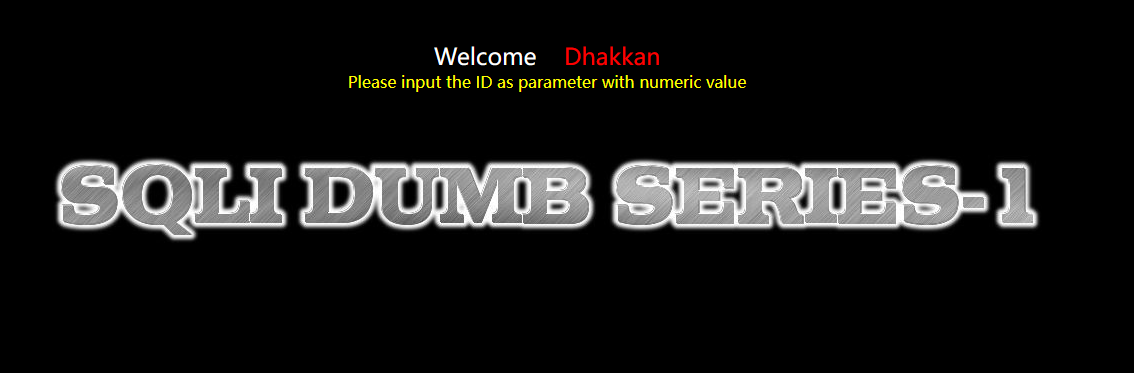 Welcome Dhakkan
Please input the ID as parameter with numeric value
SQLI DUMB SERIES-1